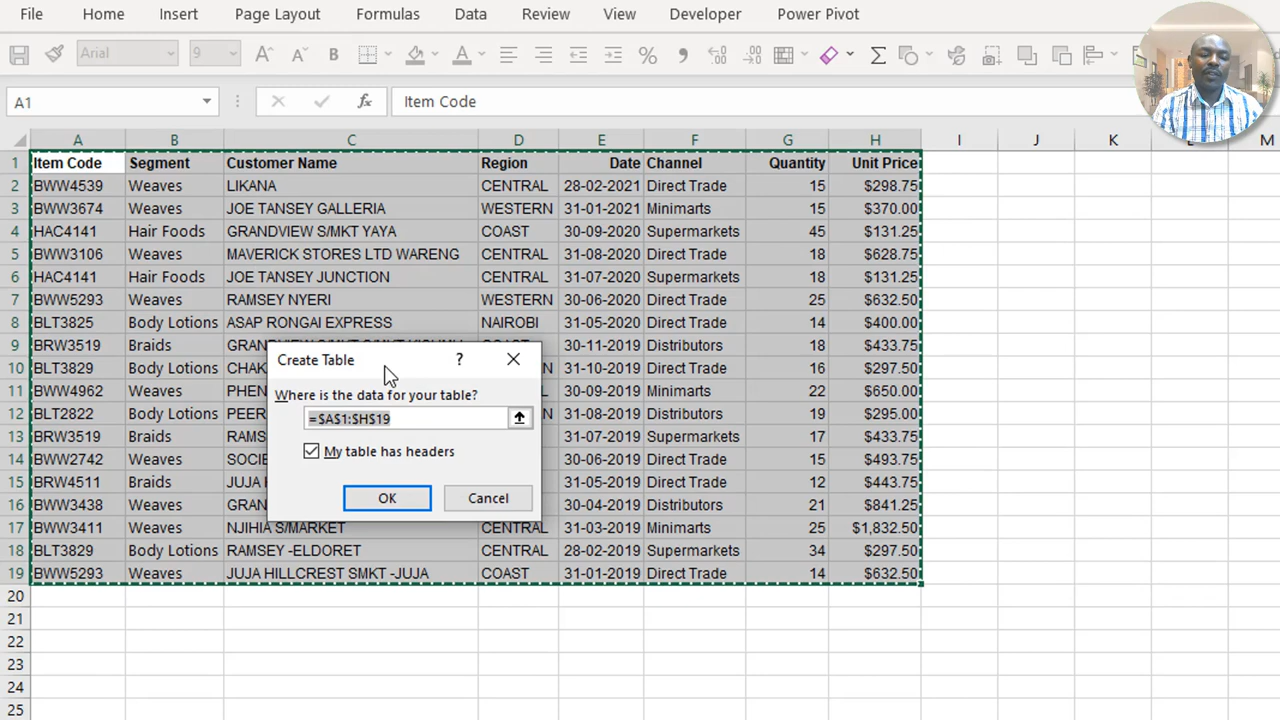 File Home Insert Page Layout Formulas Data Review View Developer Power Pivot
Arial 9
A1 fx Item Code
A B C D E F G H I J K M
1 Item Code Segment Customer Name Region Date Channel Quantity Unit Price
2 BWW4539 Weaves LIKANA CENTRAL 28-02-2021 Direct Trade 15 $298.75
3 BWW3674 Weaves JOE TANSEY GALLERIA WESTERN 31-01-2021 Minimarts 15 $370.00
4 HAC4141 Hair Foods GRANDVIEW S/MKT YAYA COAST 30-09-2020 Supermarkets 45 $131.25
5 BWW3106 Weaves MAVERICK STORES LTD WARENG CENTRAL 31-08-2020 Direct Trade 18 $628.75
6 HAC4141 Hair Foods JOE TANSEY JUNCTION CENTRAL 31-07-2020 Supermarkets 18 $131.25
7 BWW5293 Weaves RAMSEY NYERI WESTERN 30-06-2020 Direct Trade 25 $632.50
8 BLT3825 Body Lotions ASAP RONGAI EXPRESS NAIROBI 31-05-2020 Direct Trade 14 $400.00
9 BRW3519 Braids 30-11-2019 Distributors 18 $433.75
10 BLT3829 Body Lotions CHAK N 31-10-2019 Direct Trade 16 $297.50
11 BWW4962 Weaves PHEN 30-09-2019 Minimarts 22 $650.00
12 BLT2822 Body Lotions PEER N 31-08-2019 Distributors 19 $295.00
13 BRW3519 Braids RAMS 31-07-2019 Supermarkets 17 $433.75
14 BWW2742 Weaves SOCIE 30-06-2019 Direct Trade 15 $493.75
15 BRW4511 Braids JUJA 31-05-2019 Direct Trade 12 $443.75
16 BWW3438 Weaves GRAN 30-04-2019 Distributors 21 $841.25
17 BWW3411 Weaves NJIHIA S/MARKET CENTRAL 31-03-2019 Minimarts 25 $1,832.50
18 BLT3829 Body Lotions RAMSEY -ELDORET CENTRAL 28-02-2019 Supermarkets 34 $297.50
19 BWW5293 Weaves JUJA HILLCREST SMKT -JUJA COAST 31-01-2019 Direct Trade 14 $632.50
20
21
22
23
24
25
Create Table ?
Where is the data for your table?
=$A$1:$H$19
My table has headers
OK Cancel